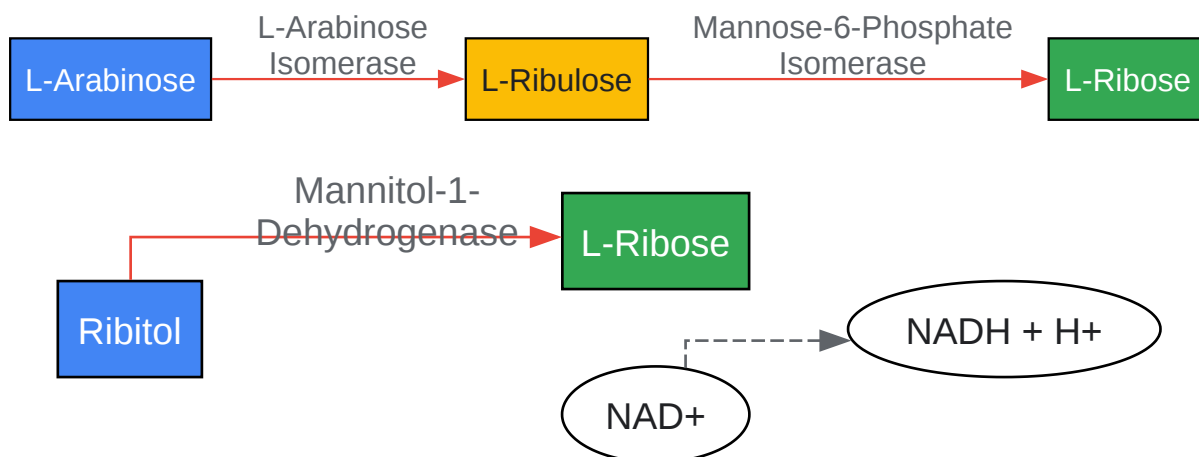 L-Arabinose
L-Arabinose
Isomerase
L-Ribulose
Mannose-6-Phosphate
Isomerase
L-Ribose
Mannitol-1-
Dehydrogenase
L-Ribose
Ribitol
NADH + H+
NAD+